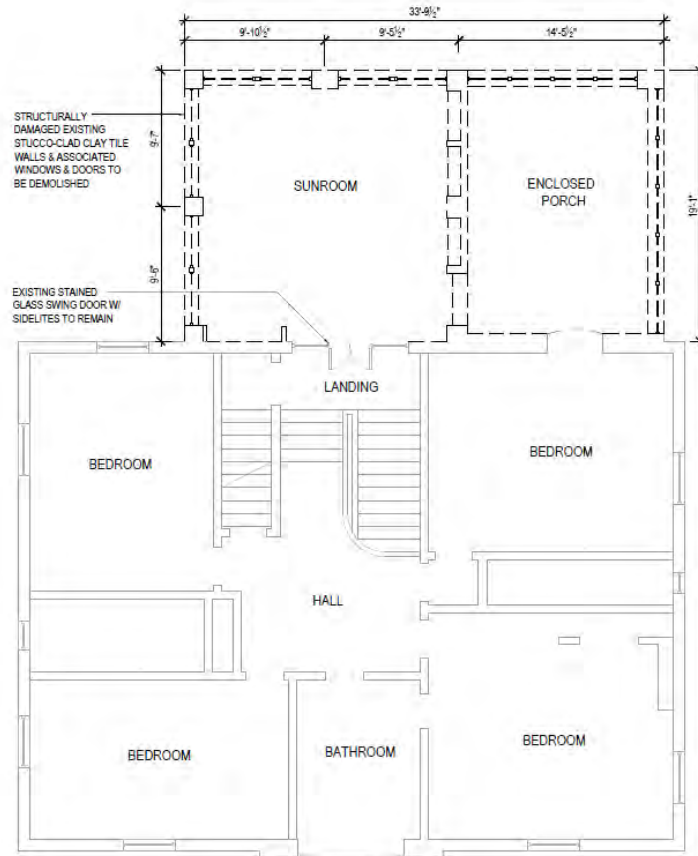 33'-9½"
9'-10½"
9'-5½"
14'-5½"
STRUCTURALLY
DAMAGED EXISTING
STUCCO-CLAD CLAY TILE
WALLS & ASSOCIATED
WINDOWS & DOORS TO
BE DEMOLISHED
9'-7"
SUNROOM
ENCLOSED
PORCH
19'-1"
9'-6"
EXISTING STAINED
GLASS SWING DOOR W/
SIDELITES TO REMAIN
LANDING
BEDROOM
BEDROOM
HALL
BEDROOM
BATHROOM
BEDROOM